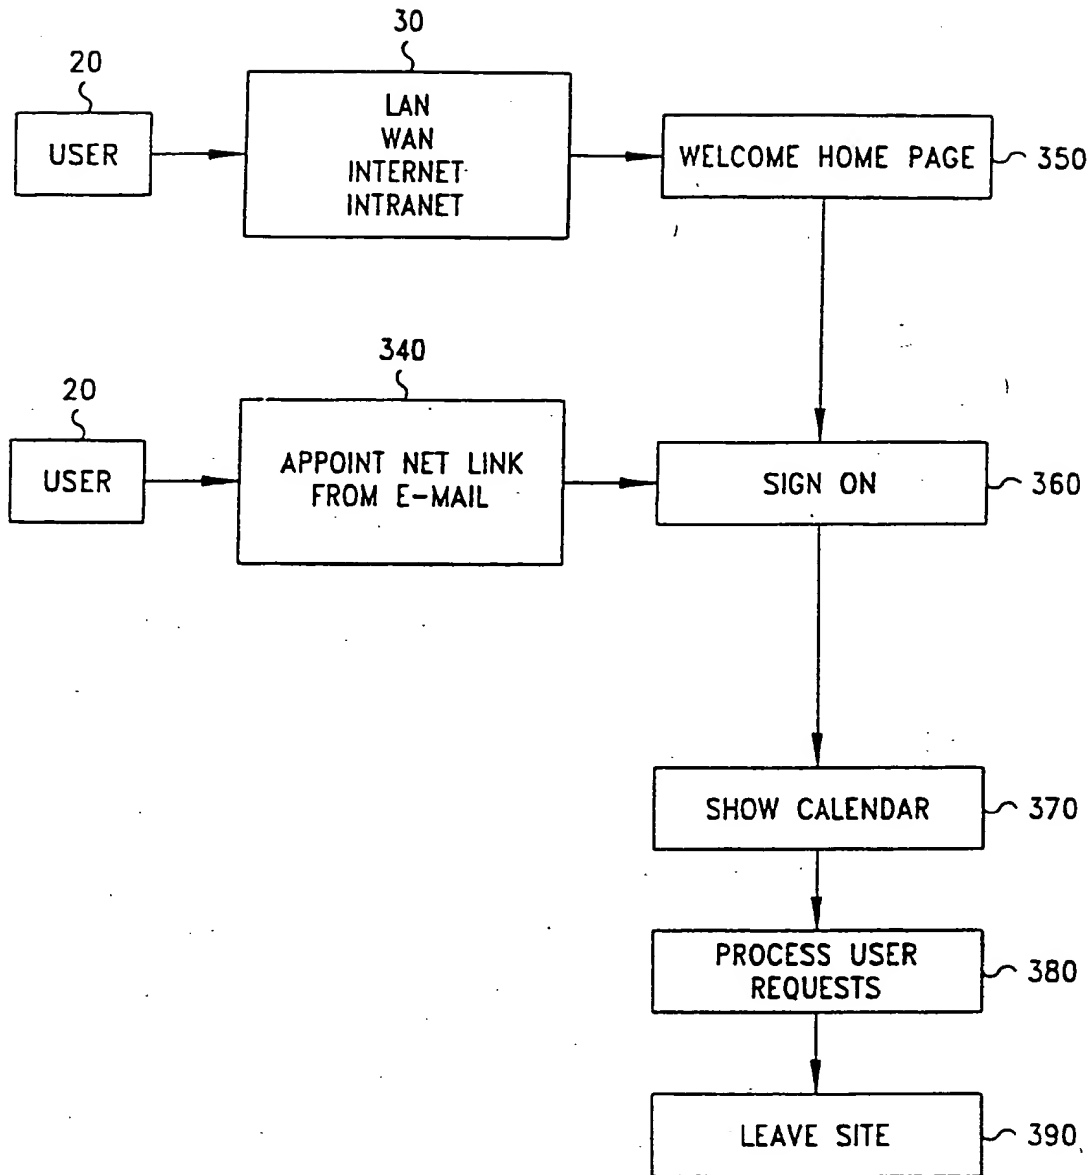 30
20
USER
LAN
WAN
INTERNET
INTRANET
WELCOME HOME PAGE
350
340
20
USER
APPOINT NET LINK
FROM E-MAIL
SIGN ON
360
SHOW CALENDAR
370
PROCESS USER
REQUESTS
380
LEAVE SITE
390